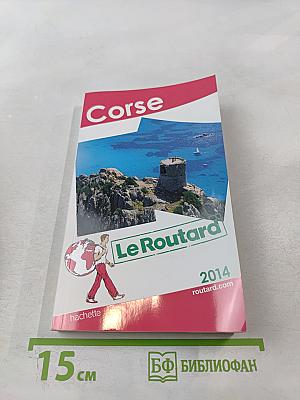 Corse
Le Routard
2014
routard.com
hachette
15 см
БФ БИБЛИОФАН